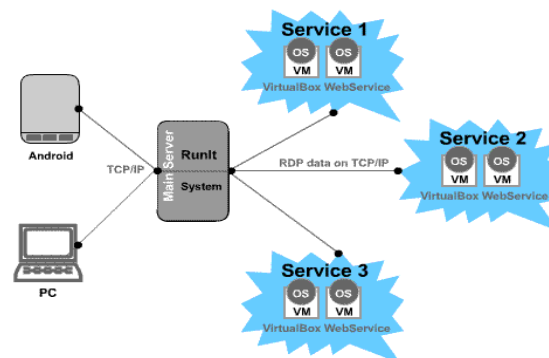 Service 1
OS OS
VM VM
VirtualBox WebService
Android
TCP/IP
Main Server
RunIt
System
RDP data on TCP/IP
Service 2
OS OS
VM VM
VirtualBox WebService
PC
Service 3
OS OS
VM VM
VirtualBox WebService